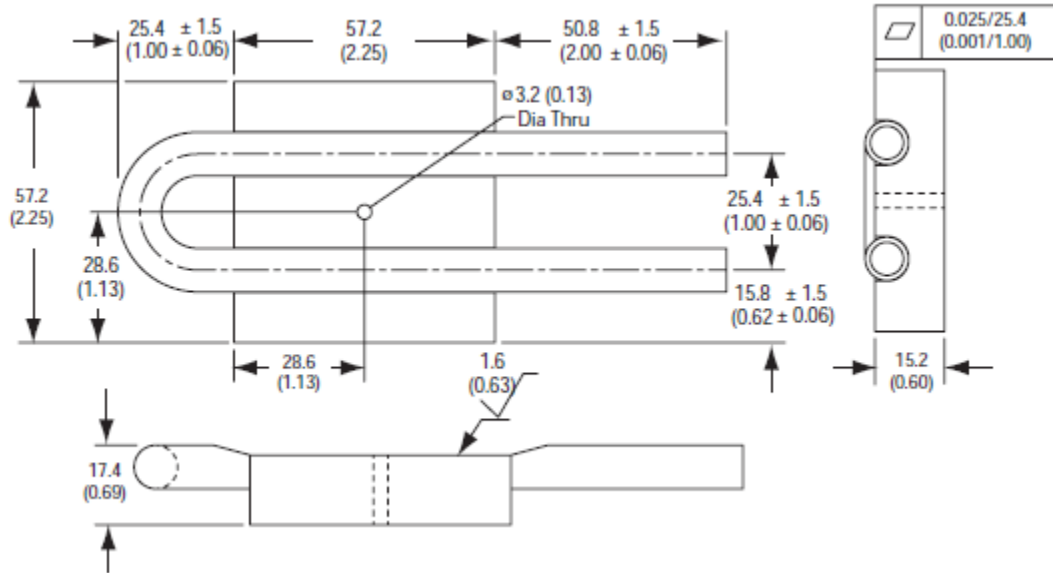 25.4 ± 1.5
(1.00 ± 0.06)
57.2
(2.25)
50.8 ± 1.5
(2.00 ± 0.06)
0.025/25.4
(0.001/1.00)
ø3.2 (0.13)
Dia Thru
57.2
(2.25)
28.6
(1.13)
25.4 ± 1.5
(1.00 ± 0.06)
15.8 ± 1.5
(0.62 ± 0.06)
28.6
(1.13)
1.6
(0.63)
15.2
(0.60)
17.4
(0.69)